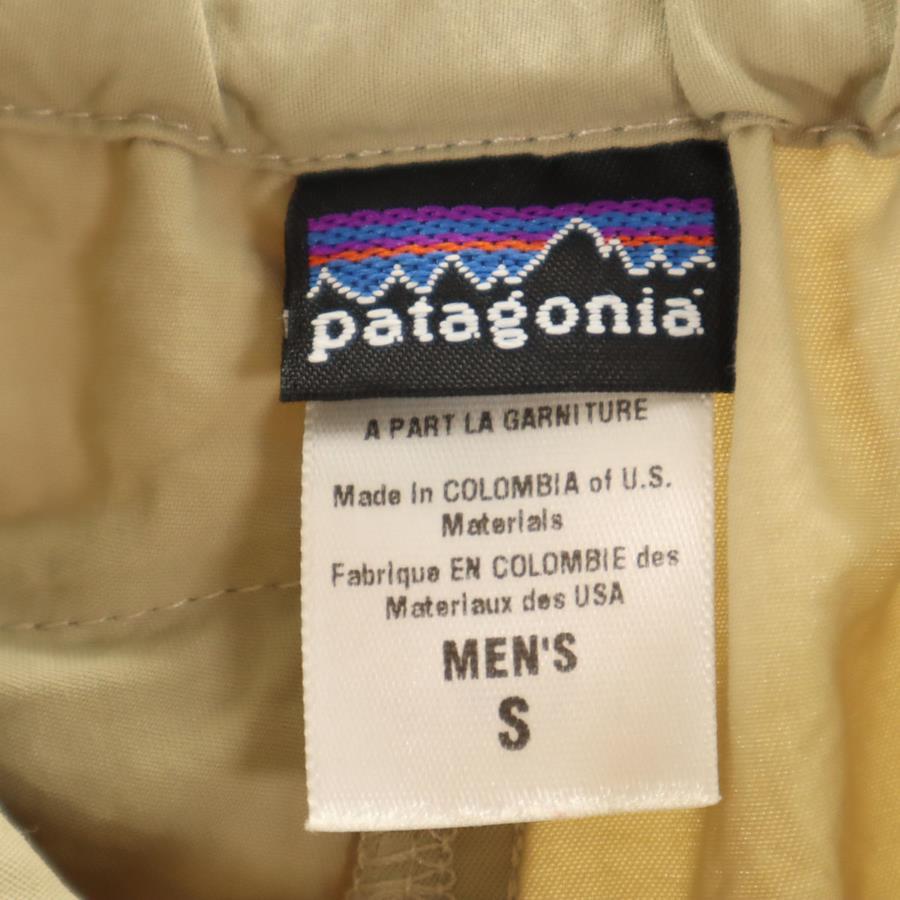 patagonia
A PART LA GARNITURE
Made in COLOMBIA of U.S.
Materials
Fabrique EN COLOMBIE des
Materiaux des USA
MEN'S
S